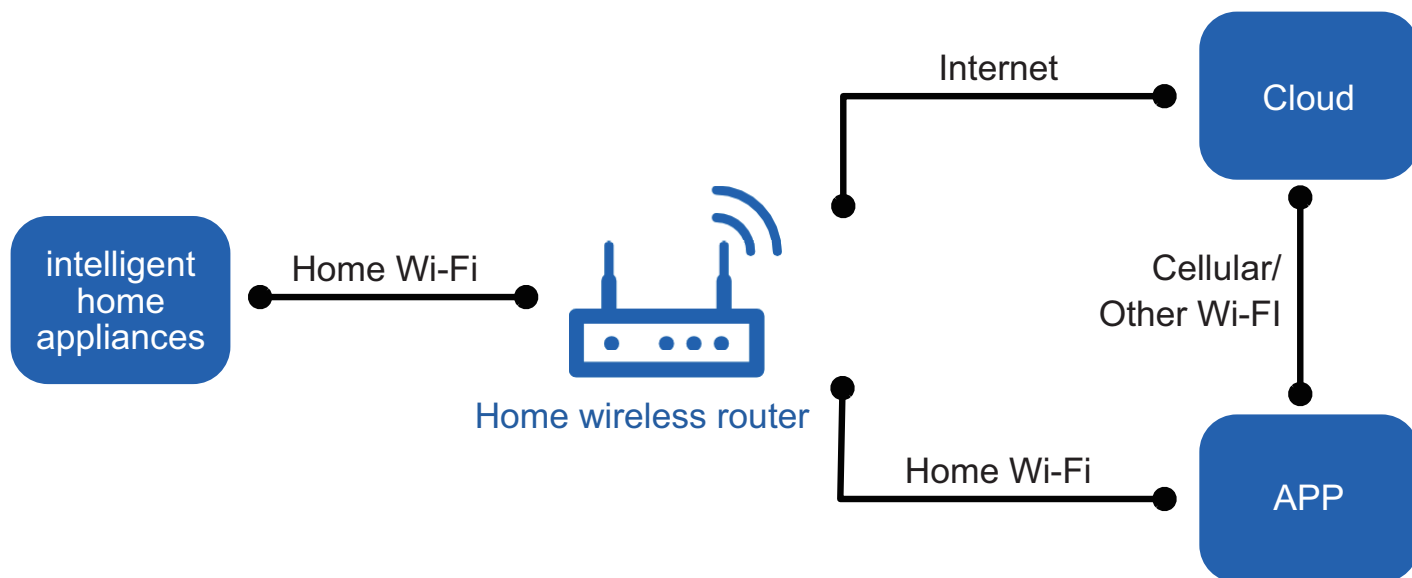 Internet
Cloud
intelligent
home
appliances
Home Wi-Fi
Cellular/
Other Wi-FI
Home wireless router
Home Wi-Fi
APP